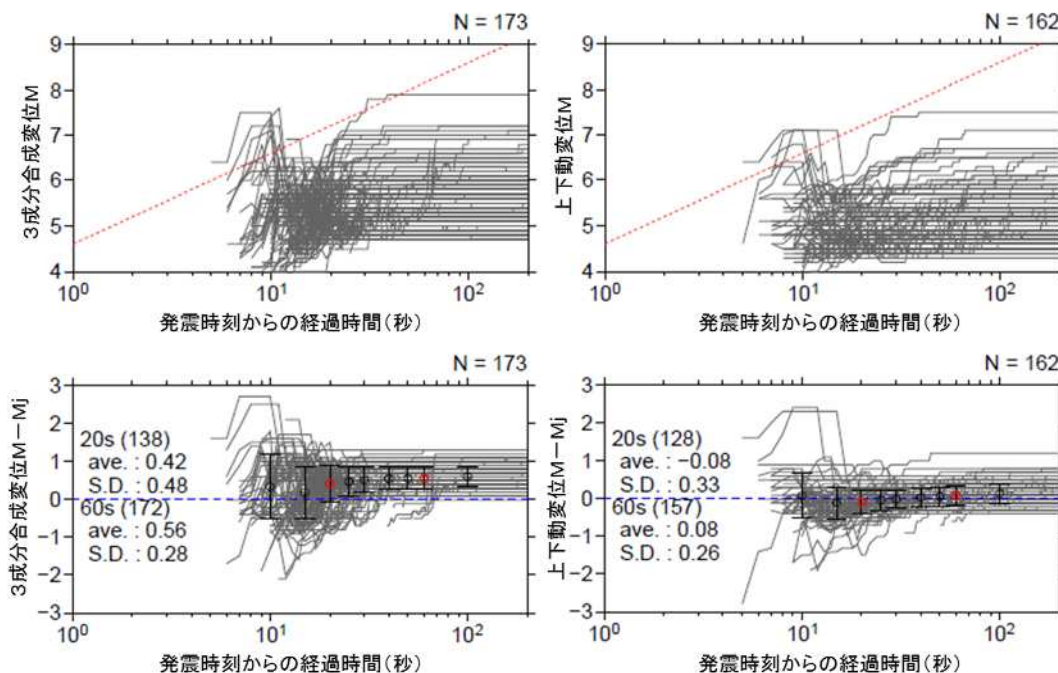 N = 173
9
8
7
6
5
4
3成分合成変位M
10⁰
10¹
10²
発震時刻からの経過時間(秒)
N = 162
9
8
7
6
5
4
上下動変位M
10⁰
10¹
10²
発震時刻からの経過時間(秒)
N = 173
3
2
1
0
−1
−2
−3
3成分合成変位M−Mj
20s (138)
ave. : 0.42
S.D. : 0.48
60s (172)
ave. : 0.56
S.D. : 0.28
10⁰
10¹
10²
発震時刻からの経過時間(秒)
N = 162
3
2
1
0
−1
−2
−3
上下動変位M−Mj
20s (128)
ave. : −0.08
S.D. : 0.33
60s (157)
ave. : 0.08
S.D. : 0.26
10⁰
10¹
10²
発震時刻からの経過時間(秒)